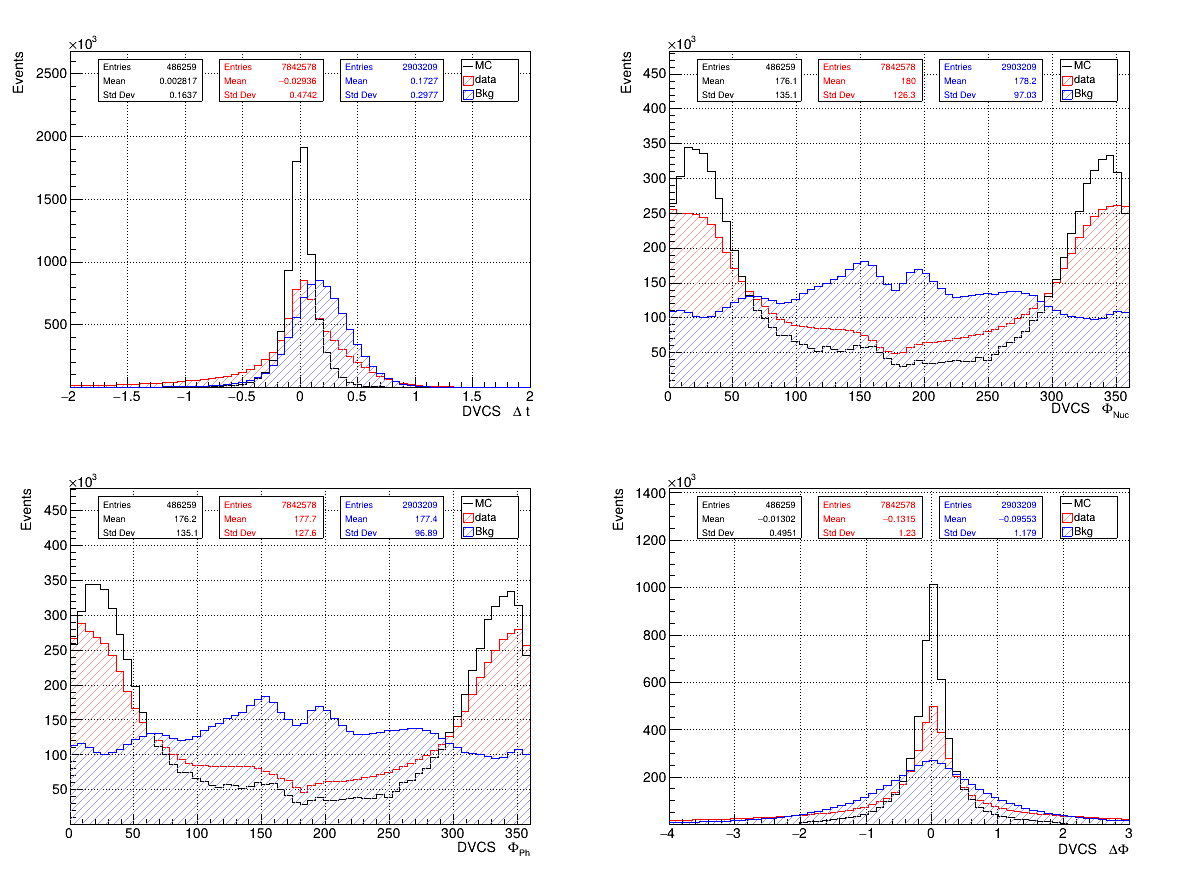 ×10³
Events
Entries 486259
Mean 0.002817
Std Dev 0.1637
Entries 7842578
Mean −0.02936
Std Dev 0.4742
Entries 2903209
Mean 0.1727
Std Dev 0.2977
MC
data
Bkg
2500
2000
1500
1000
500
−2 −1.5 −1 −0.5 0 0.5 1 1.5 2
DVCS Δ t
×10³
Events
Entries 486259
Mean 176.1
Std Dev 135.1
Entries 7842578
Mean 180
Std Dev 126.3
Entries 2903209
Mean 178.2
Std Dev 97.03
MC
data
Bkg
450
400
350
300
250
200
150
100
50
0 50 100 150 200 250 300 350
DVCS Φ_Nuc
×10³
Events
Entries 486259
Mean 176.2
Std Dev 135.1
Entries 7842578
Mean 177.7
Std Dev 127.6
Entries 2903209
Mean 177.4
Std Dev 96.89
MC
data
Bkg
450
400
350
300
250
200
150
100
50
0 50 100 150 200 250 300 350
DVCS Φ_Ph
×10³
Events
Entries 486259
Mean −0.01302
Std Dev 0.4951
Entries 7842578
Mean −0.1315
Std Dev 1.23
Entries 2903209
Mean −0.09553
Std Dev 1.179
MC
data
Bkg
1400
1200
1000
800
600
400
200
−4 −3 −2 −1 0 1 2 3
DVCS ΔΦ